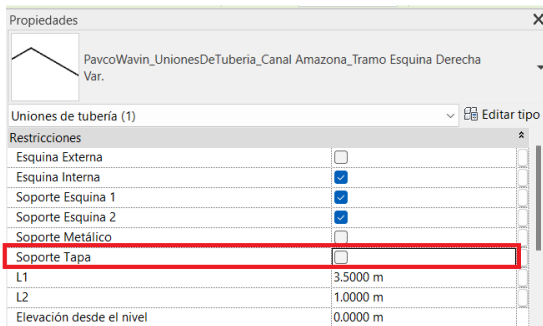 Propiedades
PavcoWavin_UnionesDeTuberia_Canal Amazona_Tramo Esquina Derecha
Var.
Uniones de tubería (1)
Editar tipo
Restricciones
Esquina Externa
Esquina Interna
Soporte Esquina 1
Soporte Esquina 2
Soporte Metálico
Soporte Tapa
L1 3.5000 m
L2 1.0000 m
Elevación desde el nivel 0.0000 m